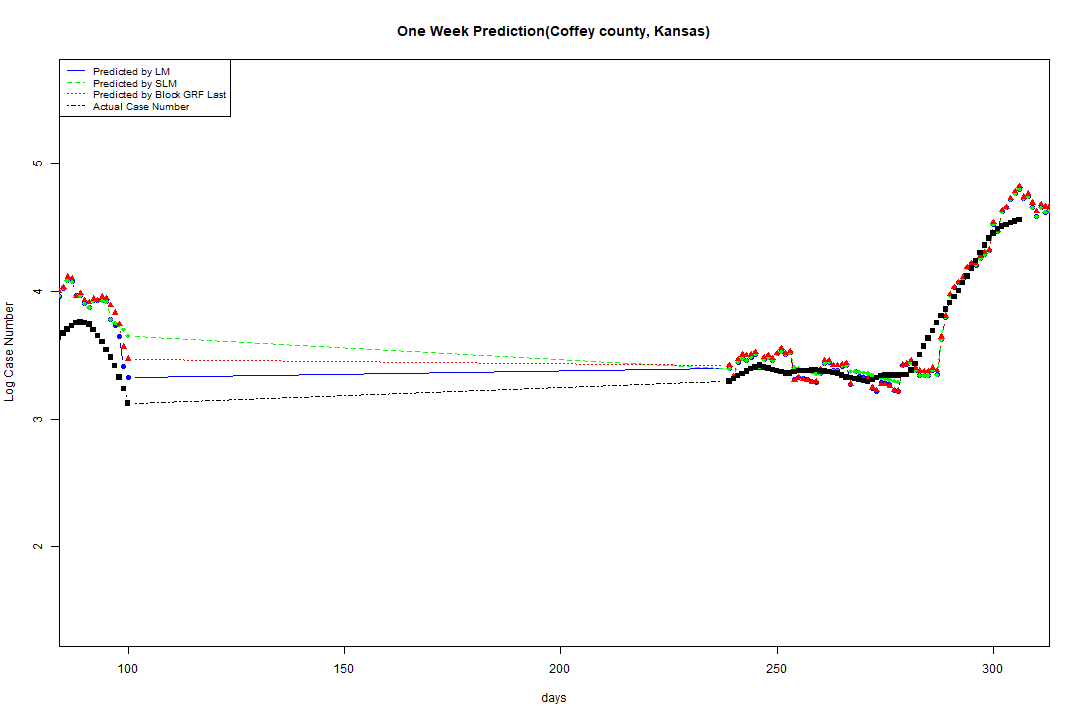 One Week Prediction(Coffey county, Kansas)
Predicted by LM
Predicted by SLM
Predicted by Block GRF Last
Actual Case Number
Log Case Number
5
4
3
2
100 150 200 250 300
days